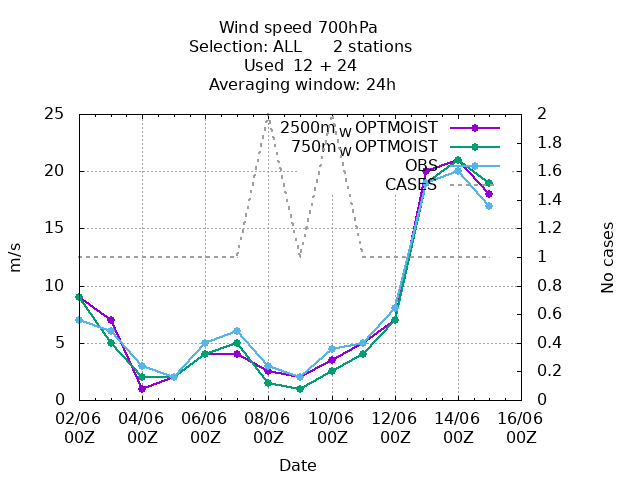 Wind speed 700hPa
Selection: ALL 2 stations
Used 12 + 24
Averaging window: 24h
25
20
15
10
5
0
m/s
2
1.8
1.6
1.4
1.2
1
0.8
0.6
0.4
0.2
0
No cases
2500m_W OPTMOIST
750m_W OPTMOIST
OBS
CASES
02/06 04/06 06/06 08/06 10/06 12/06 14/06 16/06
00Z 00Z 00Z 00Z 00Z 00Z 00Z 00Z
Date